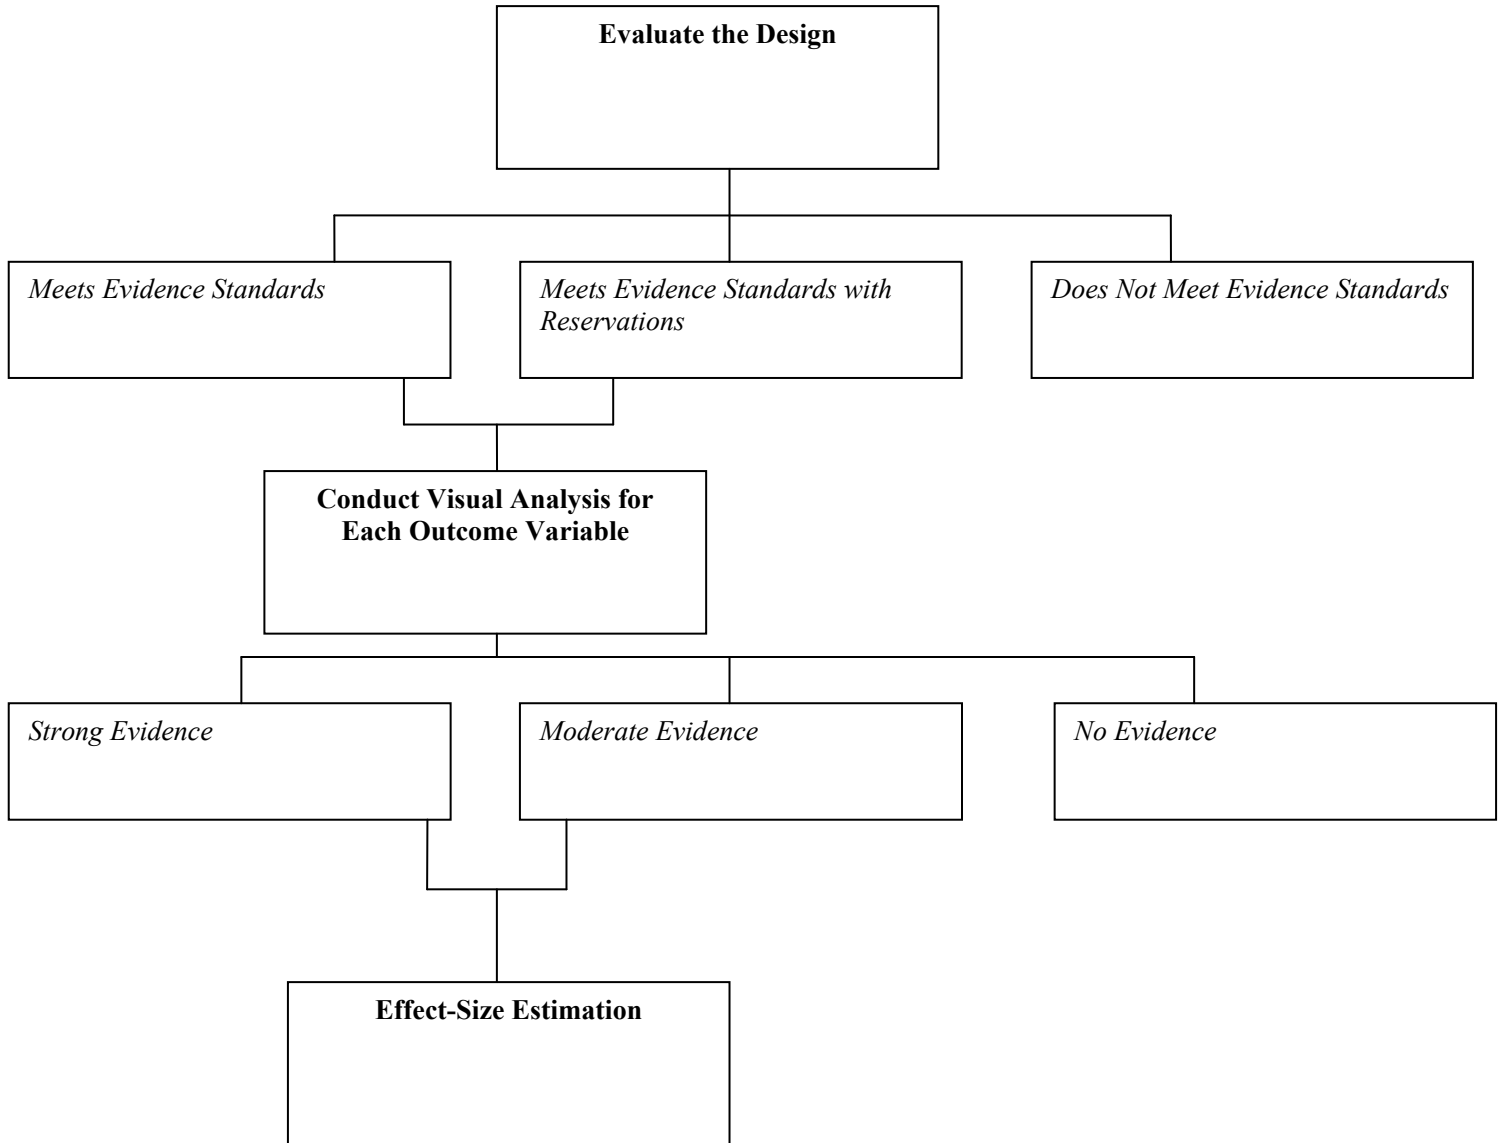 Evaluate the Design
Meets Evidence Standards
Meets Evidence Standards with
Reservations
Does Not Meet Evidence Standards
Conduct Visual Analysis for
Each Outcome Variable
Strong Evidence
Moderate Evidence
No Evidence
Effect-Size Estimation